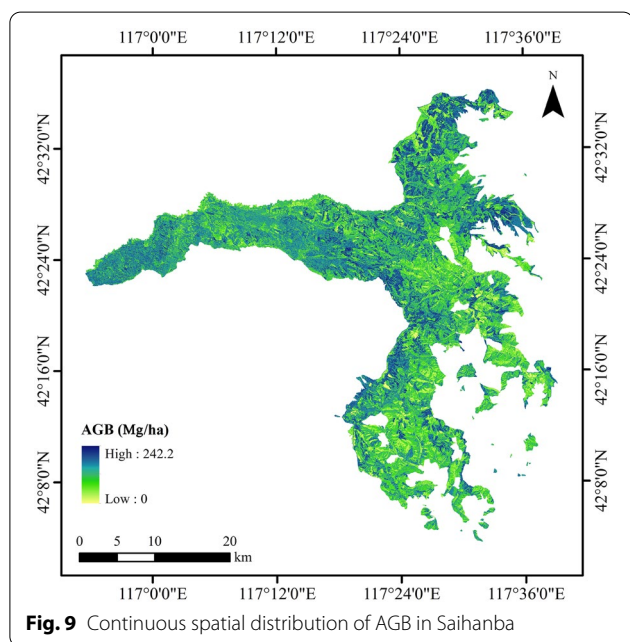 117°0'0"E 117°12'0"E 117°24'0"E 117°36'0"E
N
42°32'0"N 42°32'0"N
42°24'0"N 42°24'0"N
42°16'0"N 42°16'0"N
AGB (Mg/ha)
High : 242.2
42°8'0"N 42°8'0"N
Low : 0
0 5 10 20
km
117°0'0"E 117°12'0"E 117°24'0"E 117°36'0"E
Fig. 9 Continuous spatial distribution of AGB in Saihanba